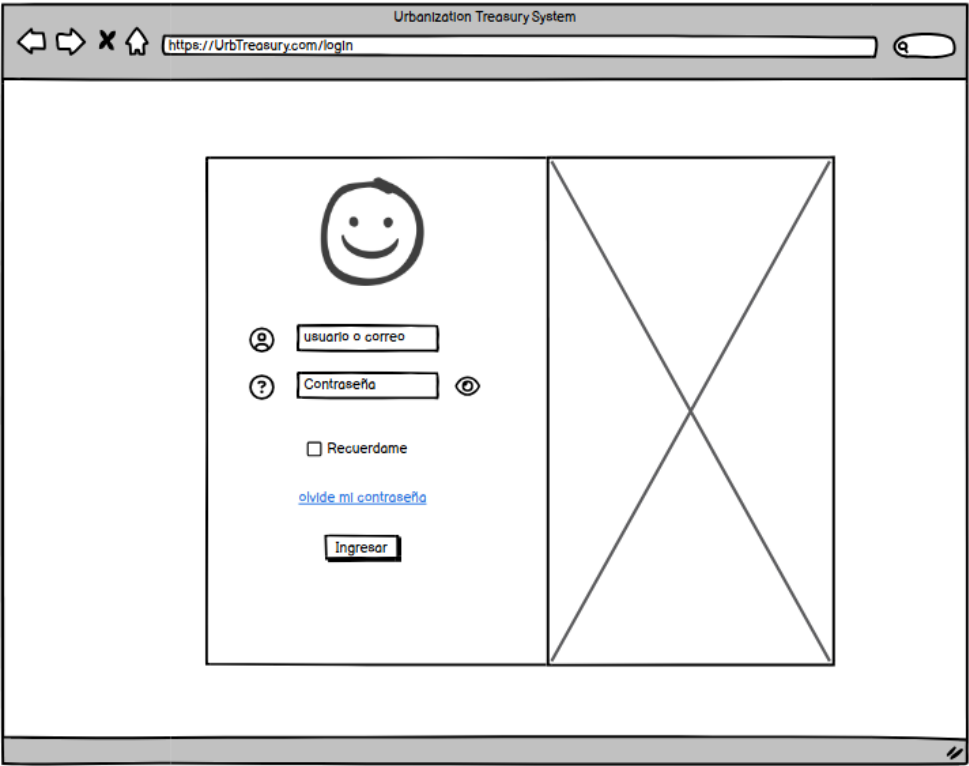 Urbanization Treasury System
https://UrbTreasury.com/login
usuario o correo
?
Contraseña
Recuerdame
olvide mi contraseña
Ingresar